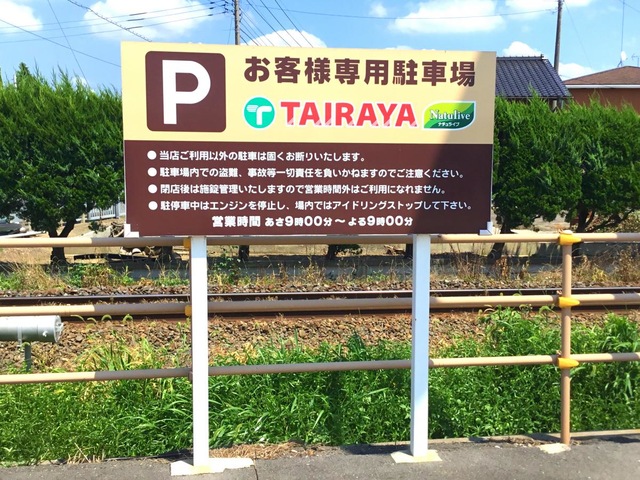 P お客様専用駐車場
TAIRAYA Natulive
ナチュライブ
●当店ご利用以外の駐車は固くお断りいたします。
●駐車場内での盗難、事故等一切責任を負いかねますのでご注意ください。
●閉店後は施錠管理いたしますので営業時間外はご利用になれません。
●駐停車中はエンジンを停止し、場内ではアイドリングストップして下さい。
営業時間 あさ9時00分〜よる9時00分